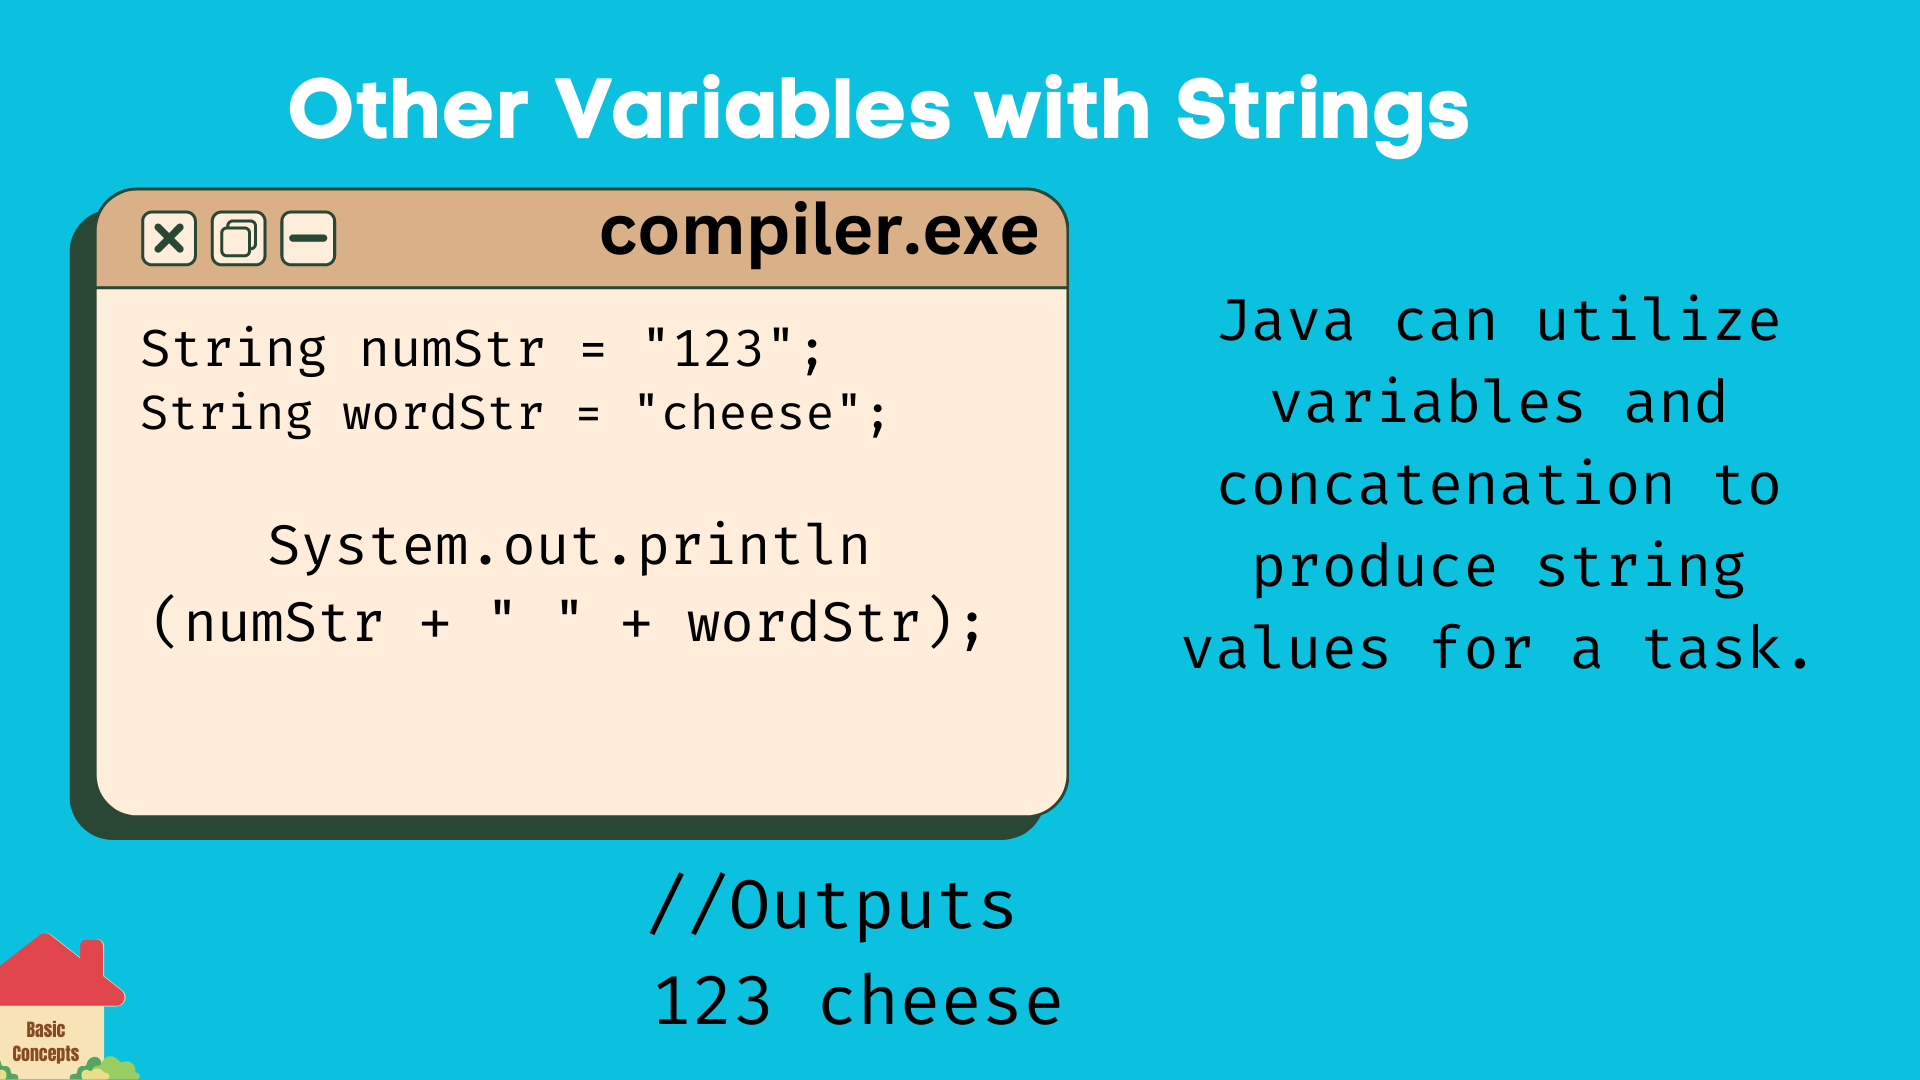 Other Variables with Strings
compiler.exe
String numStr = "123";
String wordStr = "cheese";
System.out.println
(numStr + " " + wordStr);
Java can utilize
variables and
concatenation to
produce string
values for a task.
//Outputs
123 cheese
Basic
Concepts